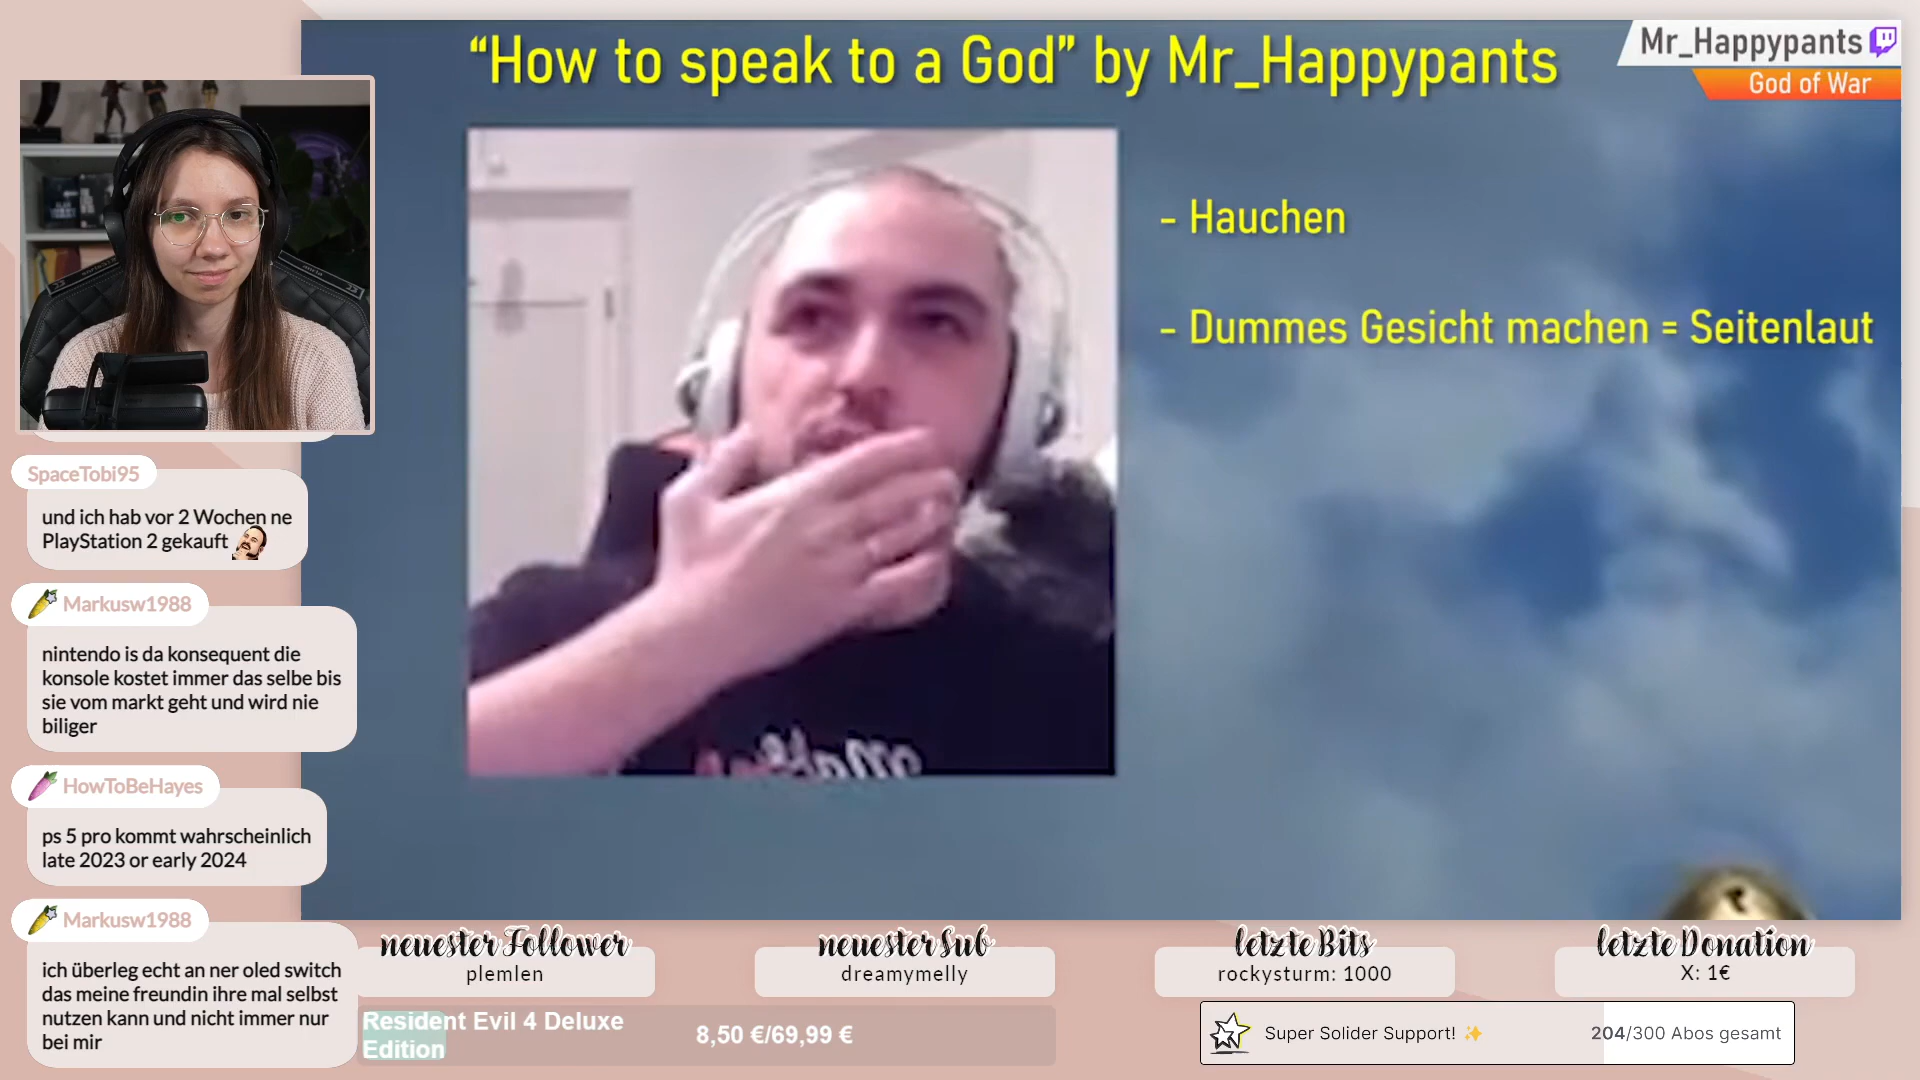 “How to speak to a God” by Mr_Happypants
Mr_Happypants
God of War
- Hauchen
- Dummes Gesicht machen = Seitenlaut
SpaceTobi95
und ich hab vor 2 Wochen ne
PlayStation 2 gekauft
Markusw1988
nintendo is da konsequent die
konsole kostet immer das selbe bis
sie vom markt geht und wird nie
biliger
HowToBeHayes
ps 5 pro kommt wahrscheinlich
late 2023 or early 2024
Markusw1988
ich überleg echt an ner oled switch
das meine freundin ihre mal selbst
nutzen kann und nicht immer nur
bei mir
neuester Follower
plemlen
neuester Sub
dreamymelly
letzte Bits
rockysturm: 1000
letzte Donation
X: 1€
Resident Evil 4 Deluxe
Edition
8,50 €/69,99 €
Super Solider Support! ✨
204/300 Abos gesamt